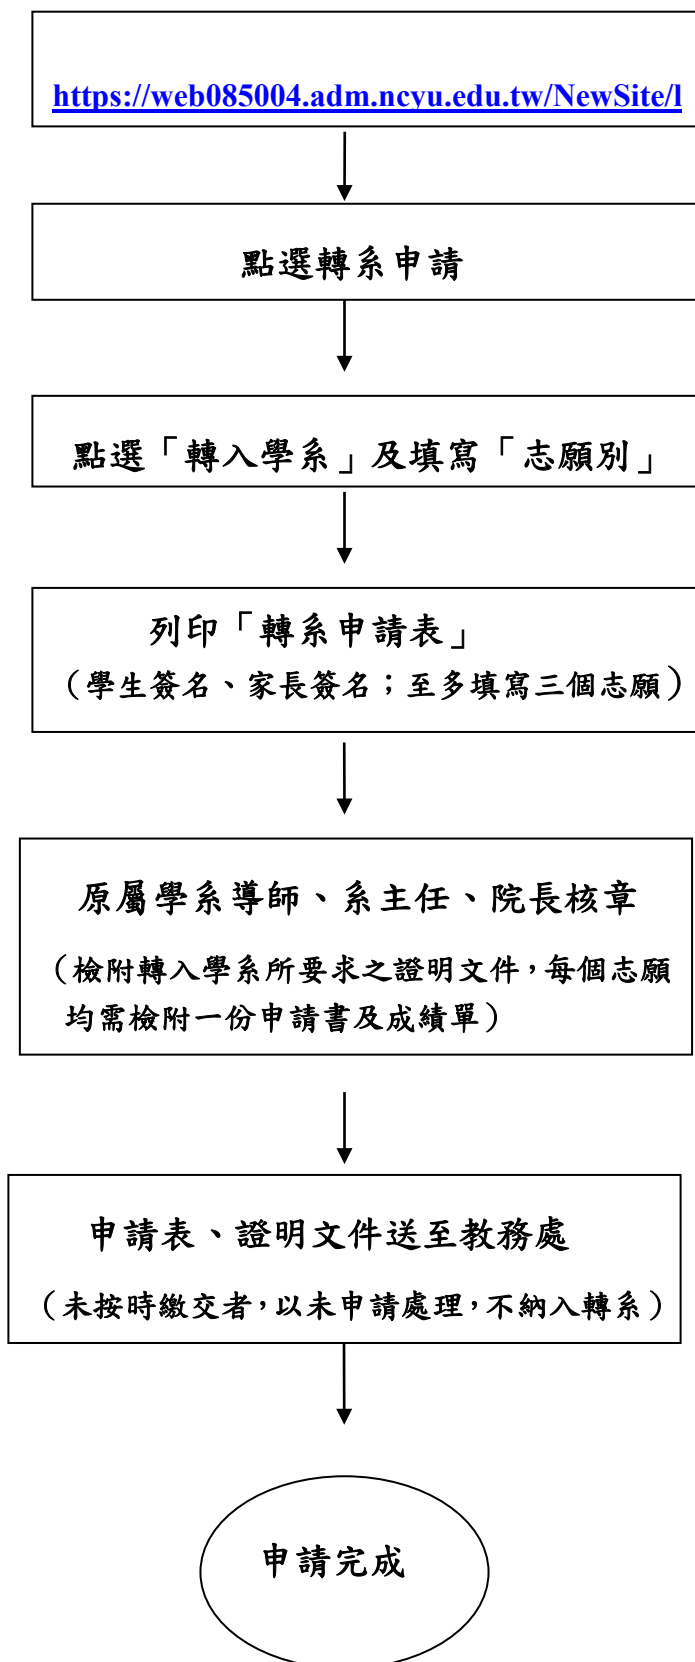 https://web085004.adm.ncyu.edu.tw/NewSite/l
點選轉系申請
點選「轉入學系」及填寫「志願別」
列印「轉系申請表」
（學生簽名、家長簽名；至多填寫三個志願）
原屬學系導師、系主任、院長核章
（檢附轉入學系所要求之證明文件，每個志願
均需檢附一份申請書及成績單）
申請表、證明文件送至教務處
（未按時繳交者，以未申請處理，不納入轉系）
申請完成